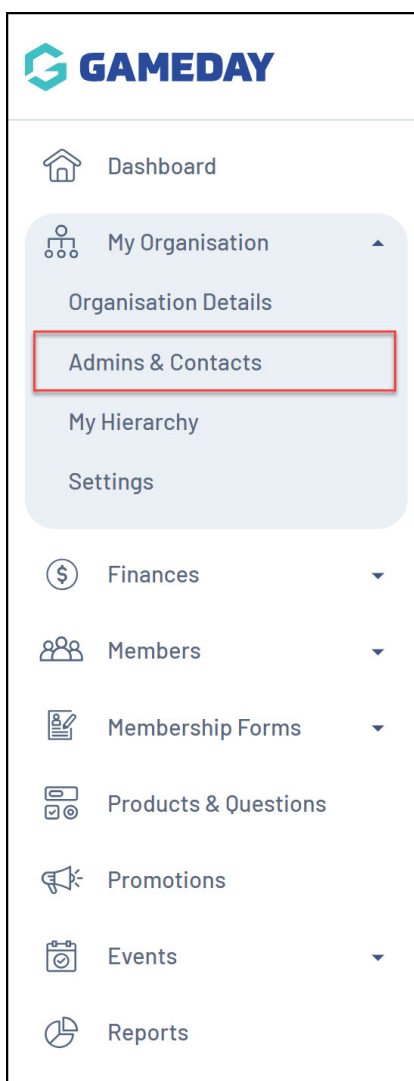 GAMEDAY
Dashboard
My Organisation
Organisation Details
Admins & Contacts
My Hierarchy
Settings
Finances
Members
Membership Forms
Products & Questions
Promotions
Events
Reports